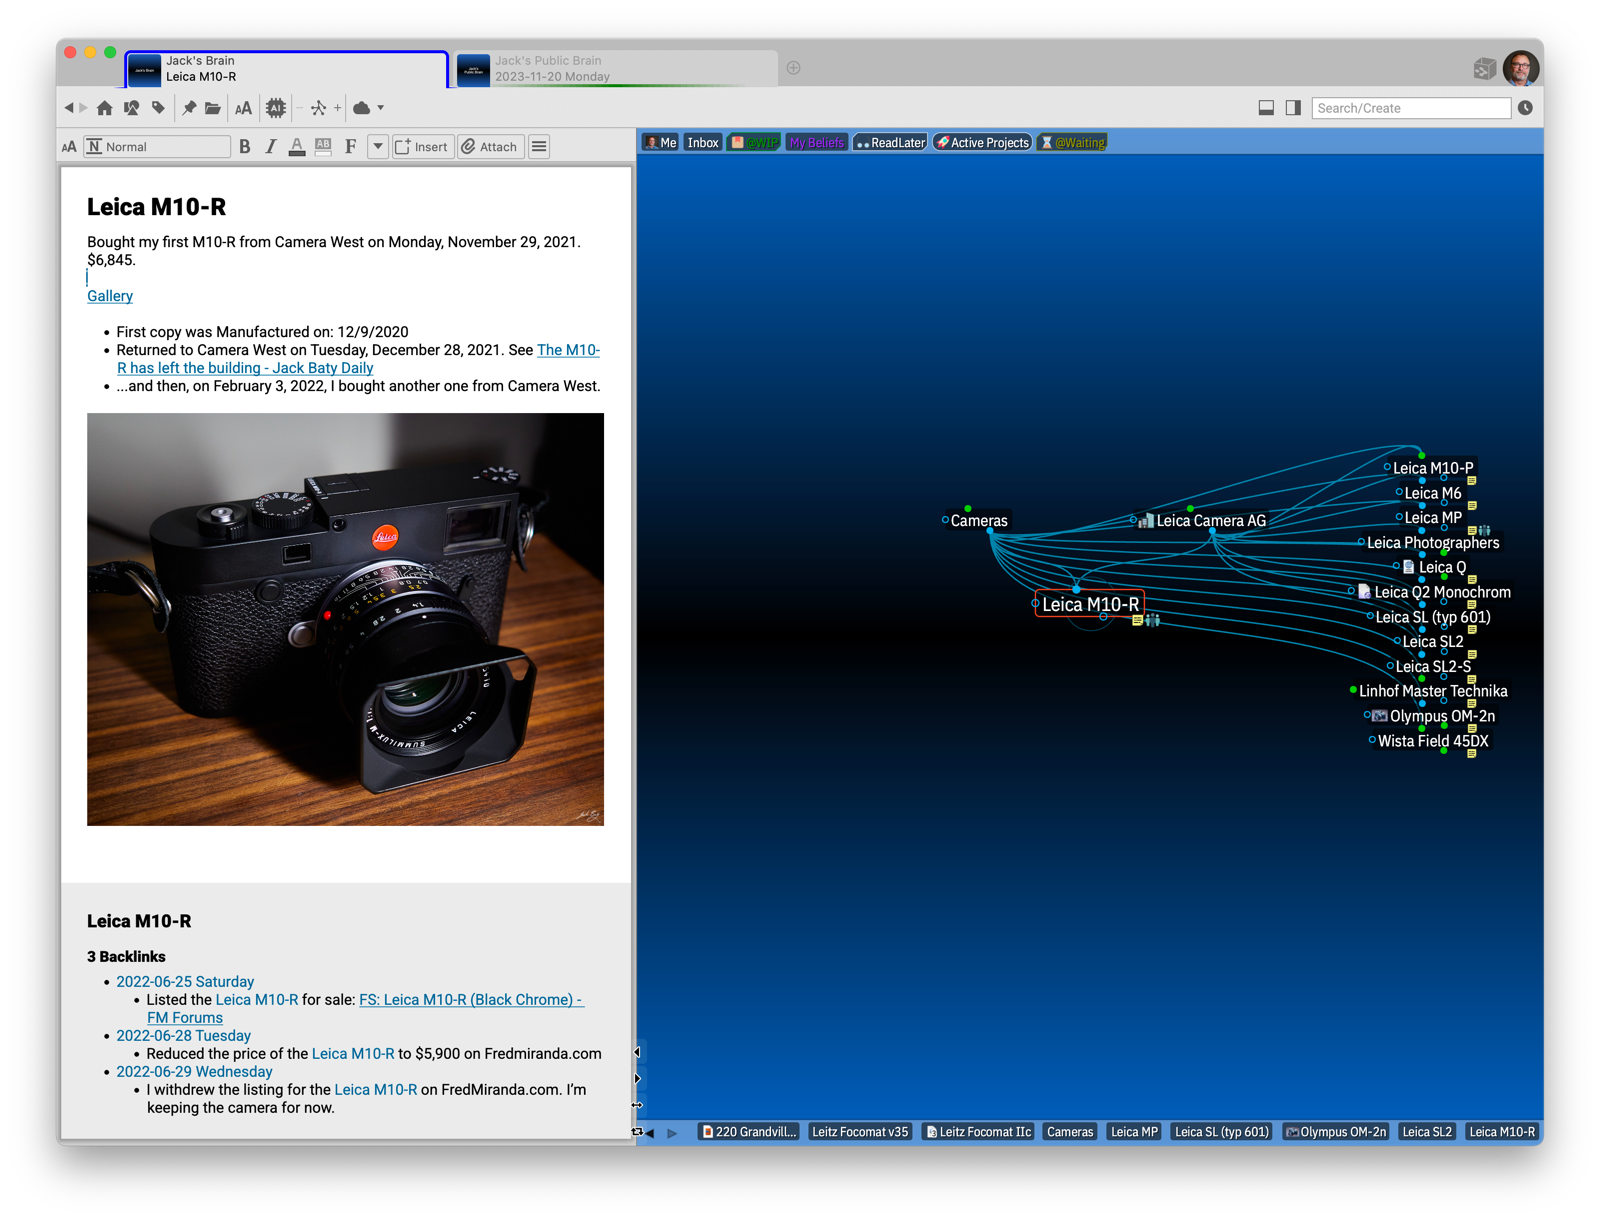 Jack's Brain
Leica M10-R
Jack's Public Brain
2023-11-20 Monday
AA
AI
Search/Create
AA
Normal
B I A AB F
Insert
Attach
Me
Inbox
@WIP
My Beliefs
ReadLater
Active Projects
@Waiting
Leica M10-R
Bought my first M10-R from Camera West on Monday, November 29, 2021.
$6,845.
Gallery
• First copy was Manufactured on: 12/9/2020
• Returned to Camera West on Tuesday, December 28, 2021. See The M10-
R has left the building - Jack Baty Daily
• ...and then, on February 3, 2022, I bought another one from Camera West.
Leica
SUMMILUX-M
LEICA
Leica M10-R
3 Backlinks
• 2022-06-25 Saturday
• Listed the Leica M10-R for sale: FS: Leica M10-R (Black Chrome) -
FM Forums
• 2022-06-28 Tuesday
• Reduced the price of the Leica M10-R to $5,900 on Fredmiranda.com
• 2022-06-29 Wednesday
• I withdrew the listing for the Leica M10-R on FredMiranda.com. I'm
keeping the camera for now.
Cameras
Leica Camera AG
Leica M10-R
Leica M10-P
Leica M6
Leica MP
Leica Photographers
Leica Q
Leica Q2 Monochrom
Leica SL (typ 601)
Leica SL2
Leica SL2-S
Linhof Master Technika
Olympus OM-2n
Wista Field 45DX
220 Grandvill...
Leitz Focomat v35
Leitz Focomat IIc
Cameras
Leica MP
Leica SL (typ 601)
Olympus OM-2n
Leica SL2
Leica M10-R